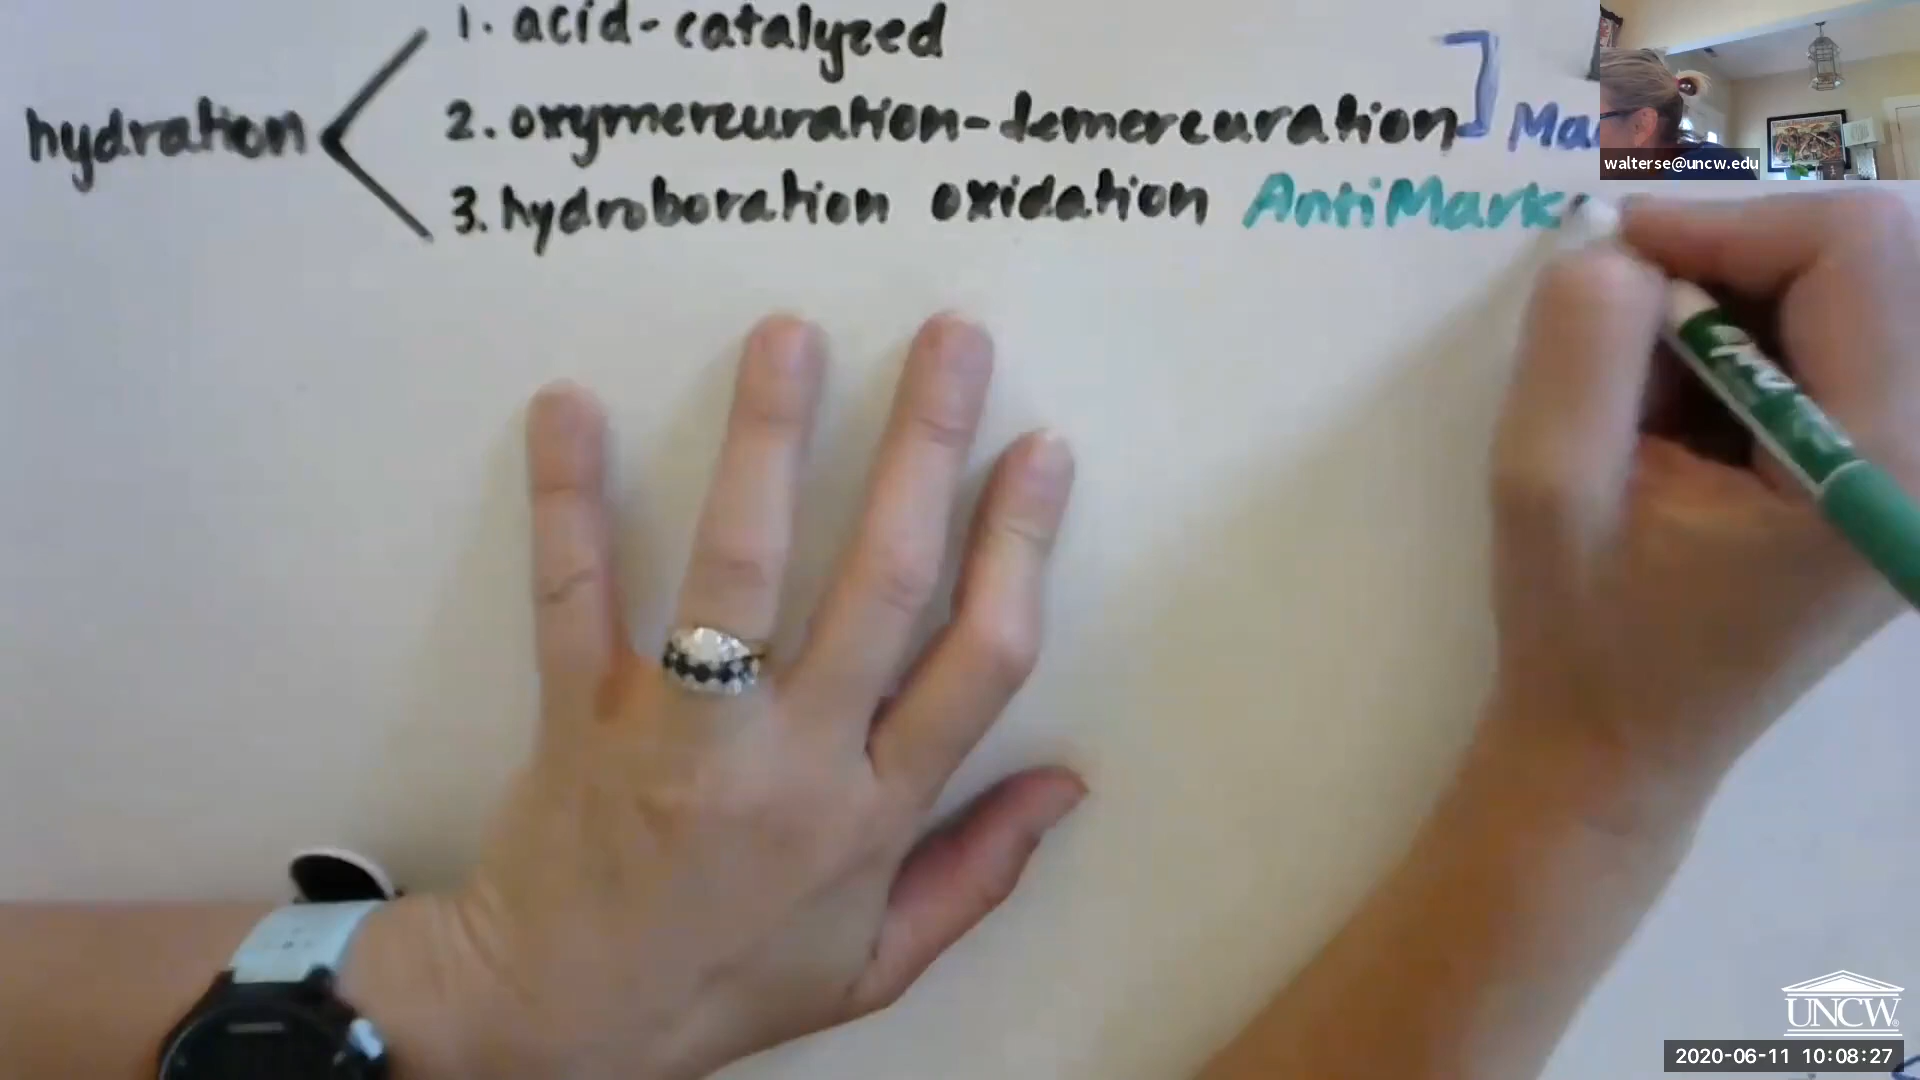 1. acid-catalyzed
hydration
2. oxymercuration-demercuration] Ma
3. hydroboration oxidation AntiMark
walterse@uncw.edu
UNCW
2020-06-11 10:08:27